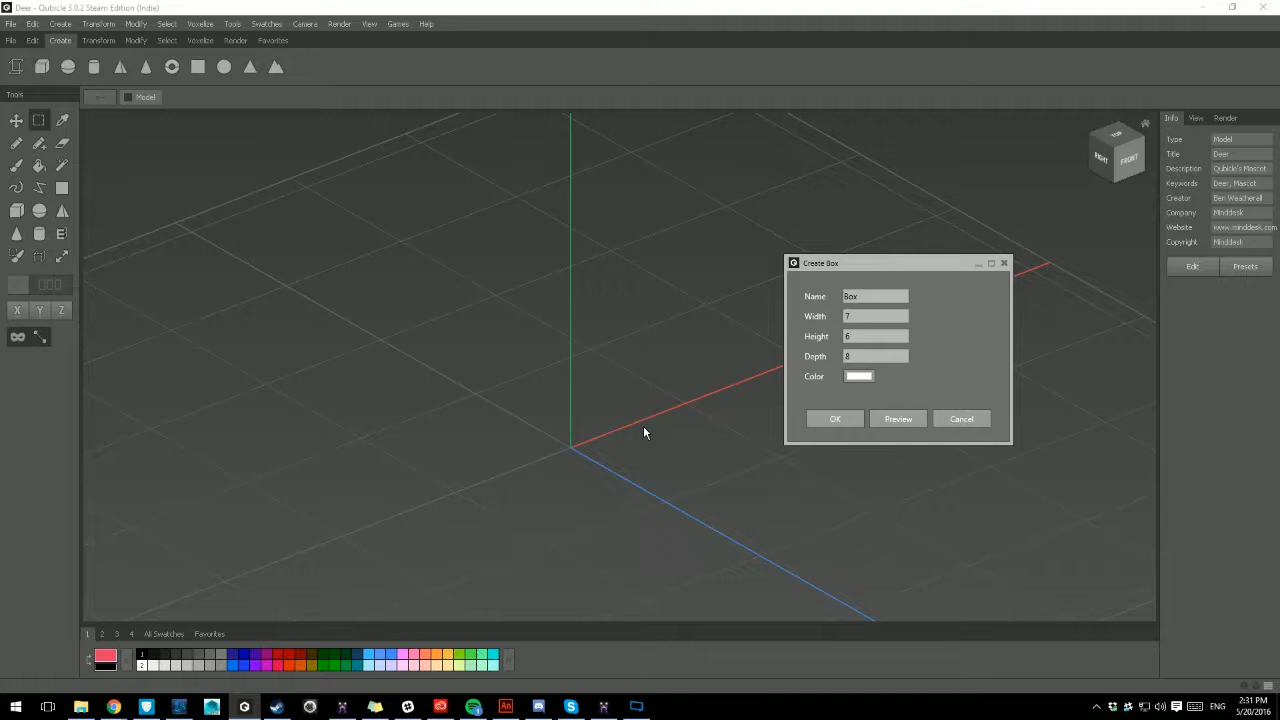 Deer - Qubicle 3.0.2 Steam Edition (Indie)
File Edit Create Transform Modify Select Voxelize Tools Swatches Camera Render View Games Help
File Edit Create Transform Modify Select Voxelize Render Favorites
Tools
Model
X Y Z
TOP
RIGHT
FRONT
Create Box
Name Box
Width 7
Height 6
Depth 8
Color
OK Preview Cancel
Info View Render
Type Model
Title Deer
Description Qubicle's Mascot
Keywords Deer, Mascot
Creator Ben Weatherall
Company Minddesk
Website www.minddesk.com
Copyright Minddesk
Edit Presets
1 2 3 4 All Swatches Favorites
1
2
ENG
2:31 PM
5/20/2016